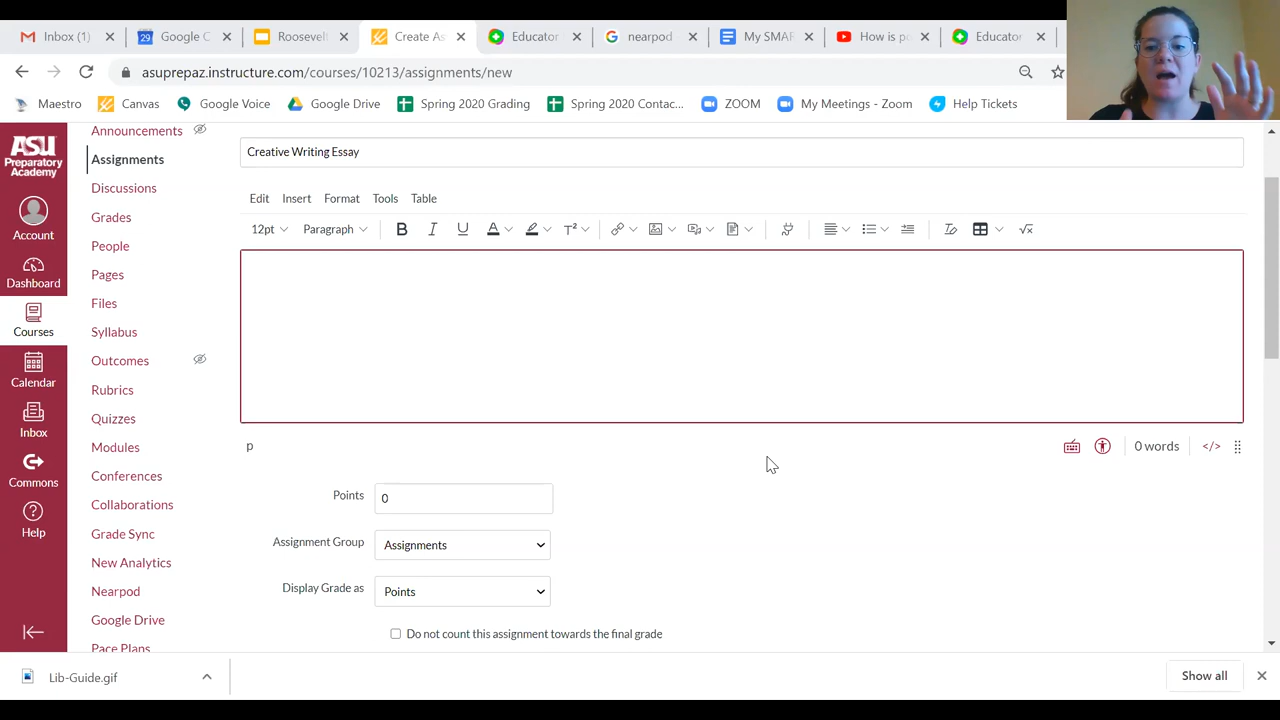 Inbox (1)
Google C
Roosevelt
Create As
Educator
nearpod -
My SMAR
How is po
Educator
asuprepaz.instructure.com/courses/10213/assignments/new
Maestro
Canvas
Google Voice
Google Drive
Spring 2020 Grading
Spring 2020 Contac...
ZOOM
My Meetings - Zoom
Help Tickets
ASU
Preparatory
Academy
Account
Dashboard
Courses
Calendar
Inbox
Commons
Help
Announcements
Assignments
Discussions
Grades
People
Pages
Files
Syllabus
Outcomes
Rubrics
Quizzes
Modules
Conferences
Collaborations
Grade Sync
New Analytics
Nearpod
Google Drive
Pace Plans
Creative Writing Essay
Edit Insert Format Tools Table
12pt Paragraph B I U A T² √x
p 0 words </>
Points 0
Assignment Group Assignments
Display Grade as Points
Do not count this assignment towards the final grade
Lib-Guide.gif
Show all